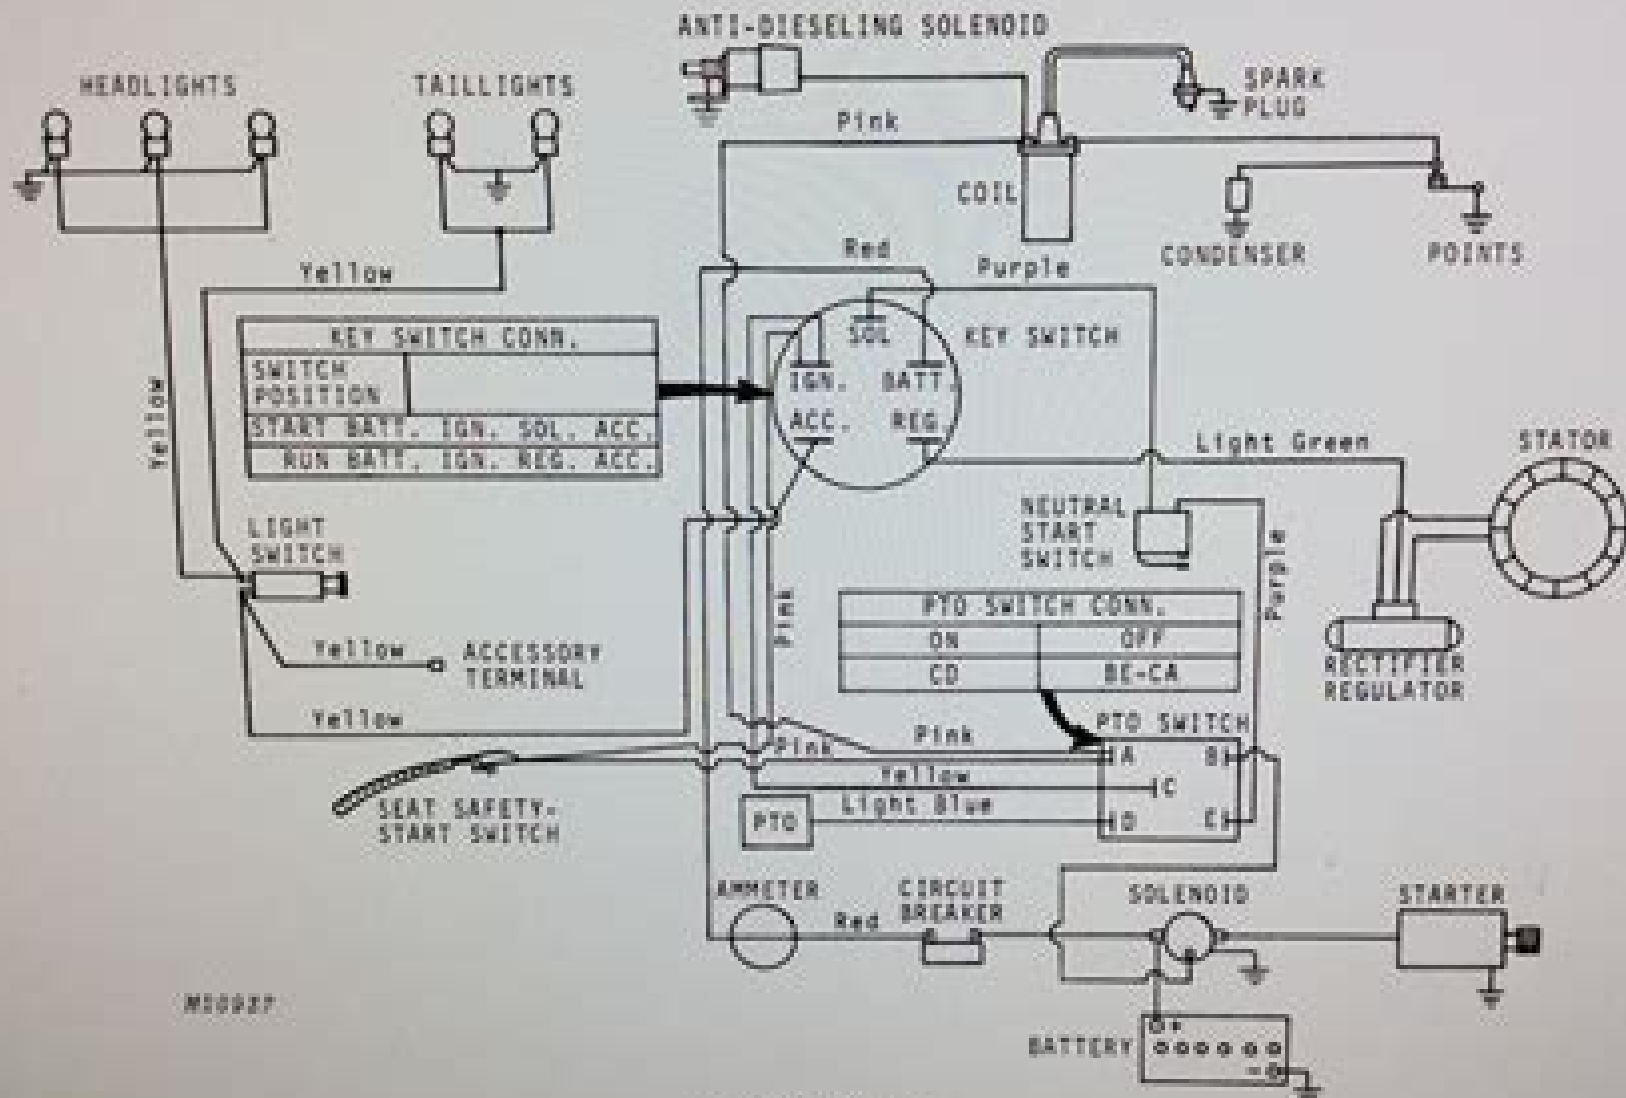 ANTI-DIESELING SOLENOID
HEADLIGHTS
TAILLIGHTS
SPARK
PLUG
Pink
COIL
CONDENSER
POINTS
Red
Purple
Yellow
KEY SWITCH CONN.
SWITCH
POSITION
START BATT. IGN. SOL. ACC.
RUN BATT. IGN. REG. ACC.
SOL
KEY SWITCH
IGN. BATT.
ACC. REG.
Yellow
Light Green
STATOR
LIGHT
SWITCH
NEUTRAL
START
SWITCH
Purple
Pink
PTO SWITCH CONN.
ON OFF
CD BE-CA
RECTIFIER
REGULATOR
Yellow
ACCESSORY
TERMINAL
Yellow
PTO SWITCH
Pink
Pink
A B
Yellow
C
Light Blue
D E
PTO
SEAT SAFETY-
START SWITCH
AMMETER
Red
CIRCUIT
BREAKER
SOLENOID
STARTER
M10937
BATTERY
+
-